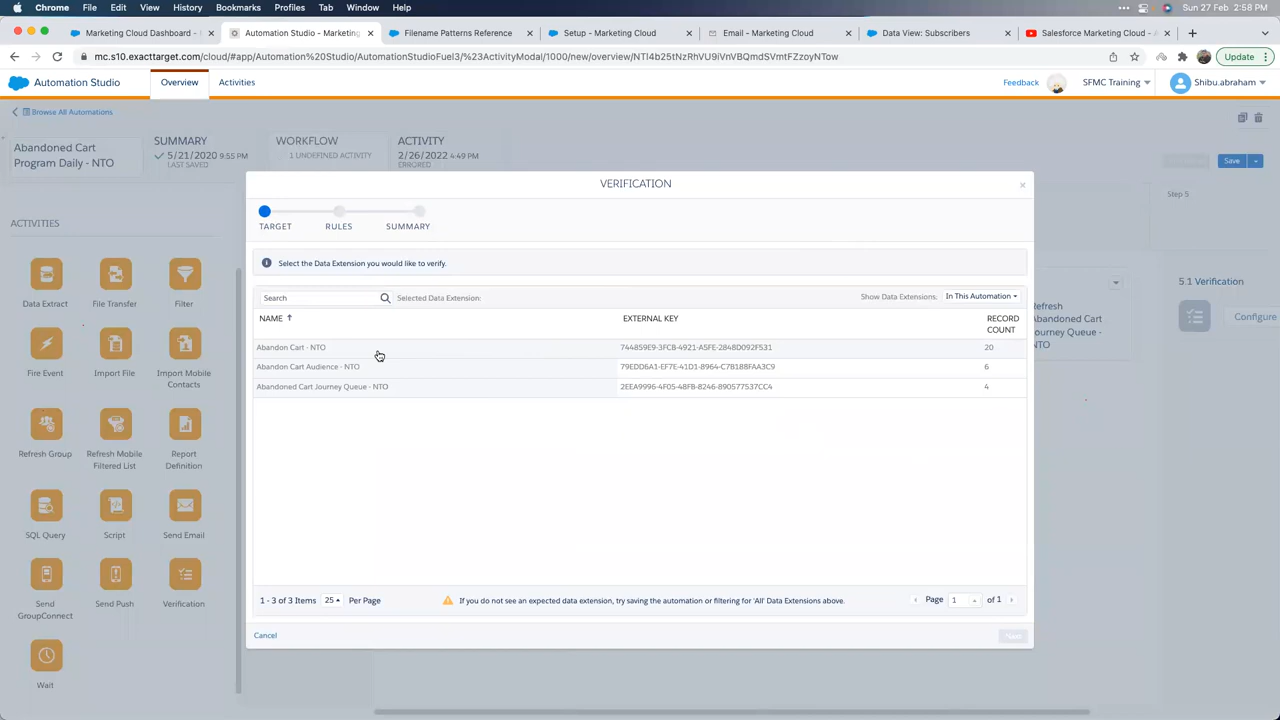 Safari File Edit View History Bookmarks Develop Window Help
Sun 27 Feb 2:58 PM
Marketing Cloud Dashboard -
Automation Studio - Marketing
Filename Patterns Reference
Setup - Marketing Cloud
Email - Marketing Cloud
Data View: Subscribers
Salesforce Marketing Cloud - A
mc.s10.exacttarget.com/cloud/#app/Automation%20Studio/AutomationStudioFuel3/%23ActivityModal/1000/new/overview/NTI4b25tNzRhVU9iVnVBQmdSVmtFZzoyNTow
Update
Automation Studio
Overview
Activities
Feedback
SFMC Training
Shibu.abraham
Browse All Automations
Abandoned Cart
Program Daily - NTO
SUMMARY
5/21/2020 9:55 PM
LAST SAVED
WORKFLOW
1 UNDEFINED ACTIVITY
ACTIVITY
2/26/2022 4:49 PM
ERRORED
Save
ACTIVITIES
Data Extract
File Transfer
Filter
Fire Event
Import File
Import Mobile
Contacts
Refresh Group
Refresh Mobile
Filtered List
Report
Definition
SQL Query
Script
Send Email
Send
GroupConnect
Send Push
Verification
Wait
VERIFICATION
TARGET
RULES
SUMMARY
Select the Data Extension you would like to verify.
Search
Selected Data Extension:
Show Data Extensions: In This Automation
NAME
EXTERNAL KEY
RECORD
COUNT
Abandon Cart - NTO 744859E9-3FCB-4921-A5FE-2848D092F531 20
Abandon Cart Audience - NTO 79EDD6A1-EF7E-41D1-8964-C7B188FAA3C9 6
Abandoned Cart Journey Queue - NTO 2EEA9996-4F05-48FB-8246-890577537CC4 4
1 - 3 of 3 Items 25 Per Page
If you do not see an expected data extension, try saving the automation or filtering for 'All' Data Extensions above.
Page 1 of 1
Cancel
Next
Step 5
5.1 Verification
Configure
Refresh
Abandoned Cart
Journey Queue -
NTO